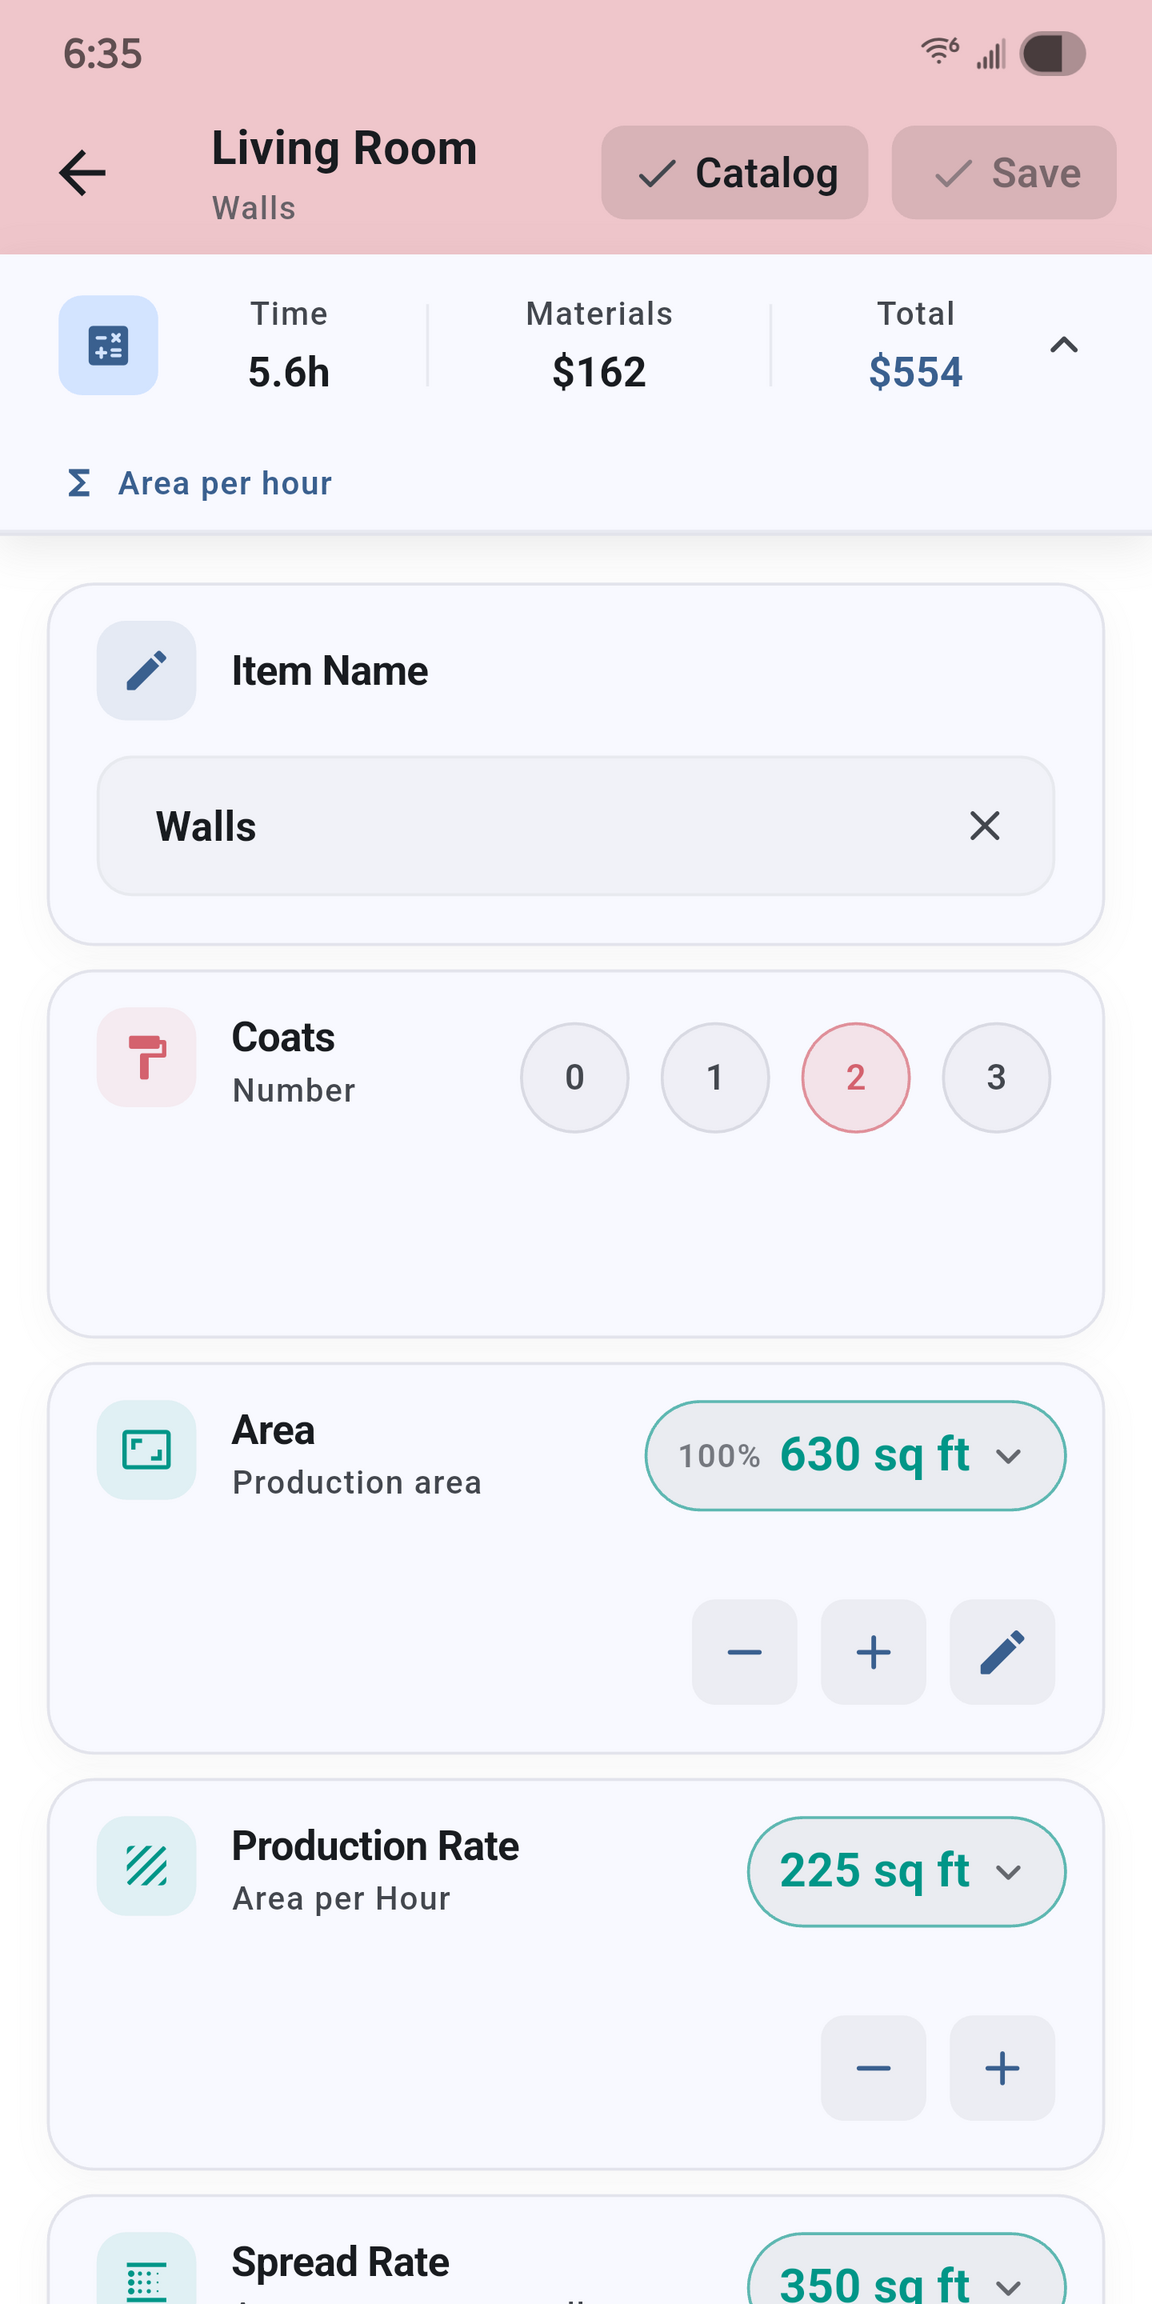 6:35
Living Room
Walls
Catalog
Save
Time
5.6h
Materials
$162
Total
$554
Area per hour
Item Name
Walls
Coats
Number
0 1 2 3
Area
Production area
100% 630 sq ft
Production Rate
Area per Hour
225 sq ft
Spread Rate
350 sq ft